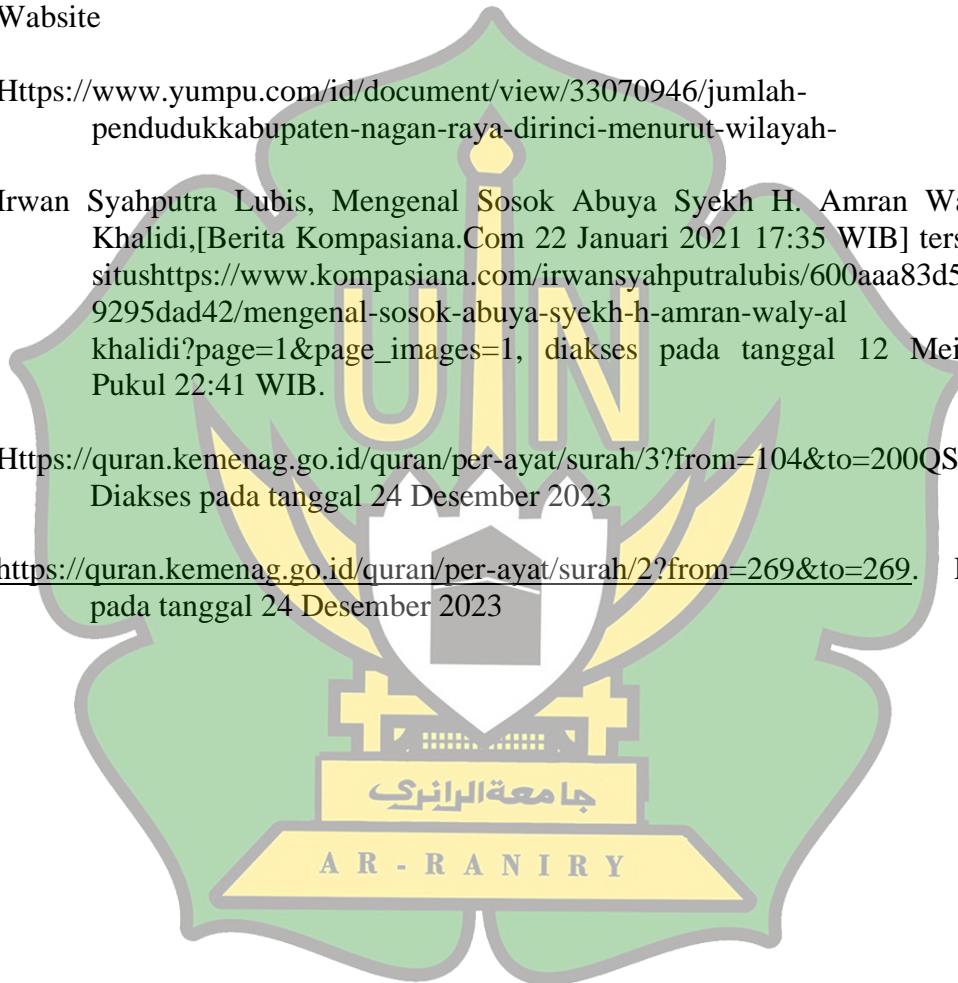 Wabsite
Https://www.yumpu.com/id/document/view/33070946/jumlah-
pendudukkabupaten-nagan-raya-dirinci-menurut-wilayah-
Irwan Syahputra Lubis, Mengenal Sosok Abuya Syekh H. Amran Wa
Khalidi,[Berita Kompasiana.Com 22 Januari 2021 17:35 WIB] ters
situshttps://www.kompasiana.com/irwansyahputralubis/600aaa83d5
9295dad42/mengenal-sosok-abuya-syekh-h-amran-waly-al
khalidi?page=1&page_images=1, diakses pada tanggal 12 Mei
Pukul 22:41 WIB.
Https://quran.kemenag.go.id/quran/per-ayat/surah/3?from=104&to=200QS
Diakses pada tanggal 24 Desember 2023
https://quran.kemenag.go.id/quran/per-ayat/surah/2?from=269&to=269.
pada tanggal 24 Desember 2023
UIN
جامعةالرانري
AR-RANIRY